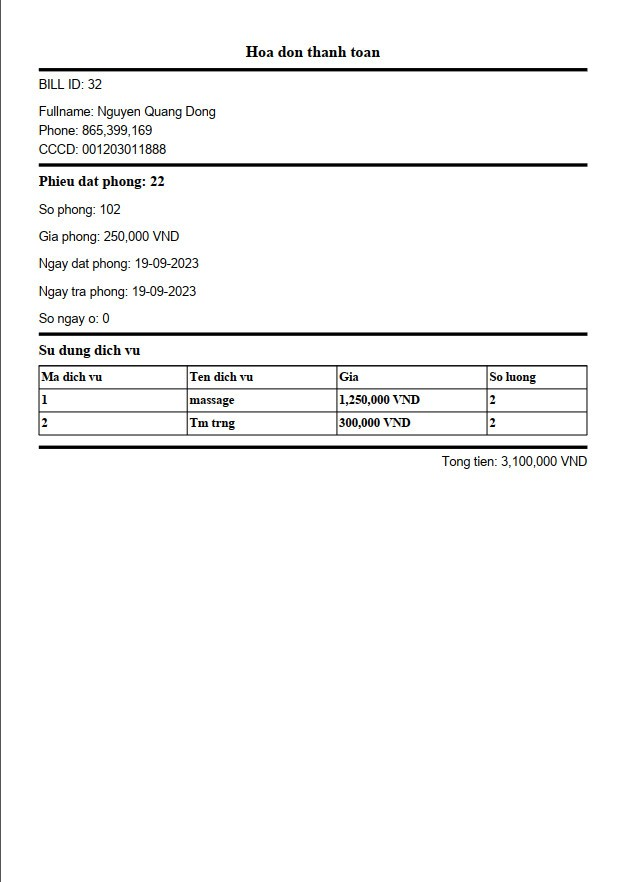 Hoa don thanh toan
BILL ID: 32
Fullname: Nguyen Quang Dong
Phone: 865,399,169
CCCD: 001203011888
Phieu dat phong: 22
So phong: 102
Gia phong: 250,000 VND
Ngay dat phong: 19-09-2023
Ngay tra phong: 19-09-2023
So ngay o: 0
Su dung dich vu
Ma dich vu Ten dich vu Gia So luong
1 massage 1,250,000 VND 2
2 Tm trng 300,000 VND 2
Tong tien: 3,100,000 VND